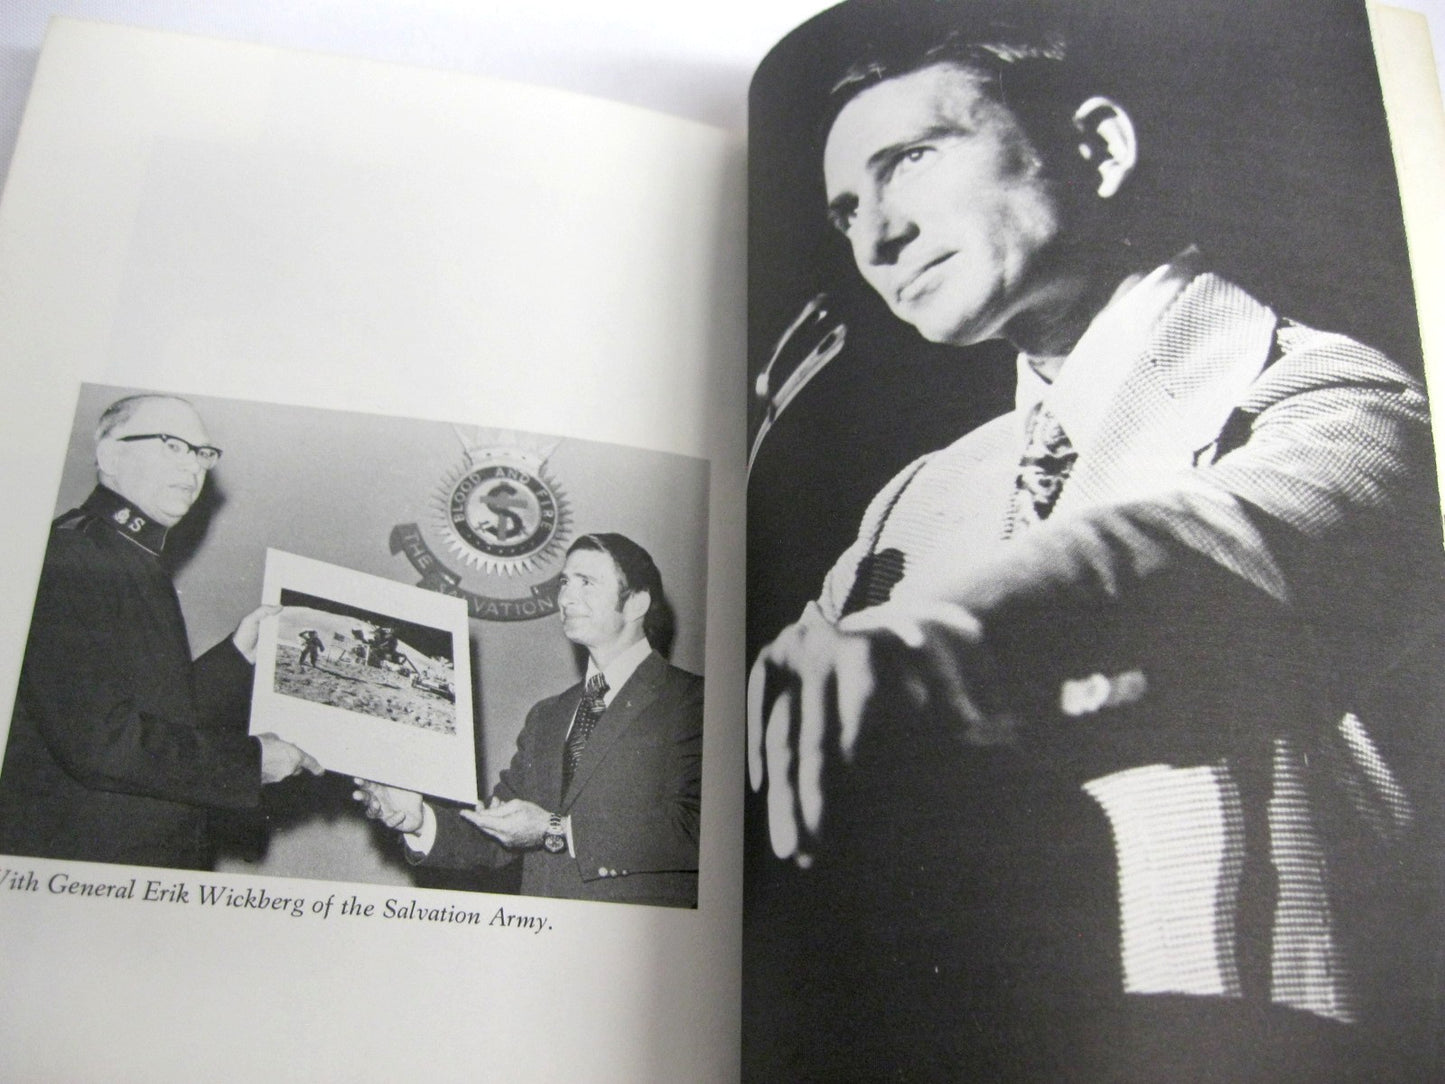 BLOOD AND FIRE
S
THE SALVATION
S
With General Erik Wickberg of the Salvation Army.